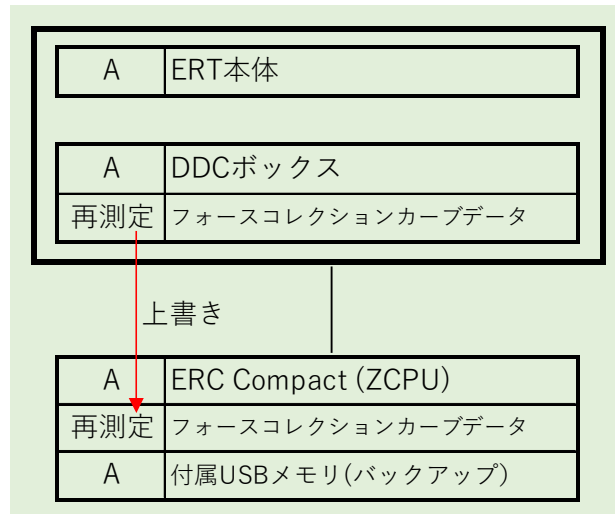 A ERT本体
A DDCボックス
再測定 フォースコレクションカーブデータ
上書き
A ERC Compact (ZCPU)
再測定 フォースコレクションカーブデータ
A 付属USBメモリ(バックアップ)